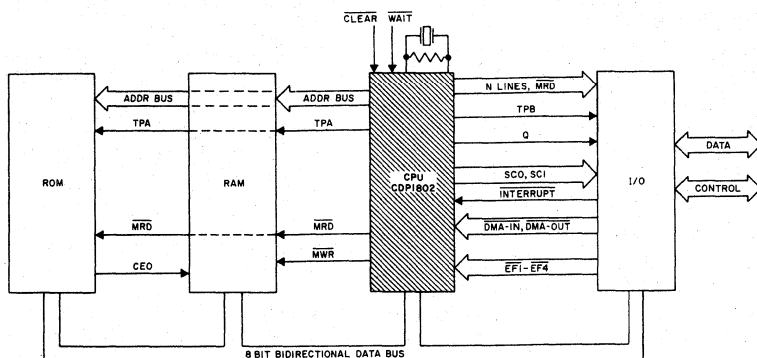 CLEAR WAIT
ADDR BUS
ADDR BUS
N LINES, MRD
TPA
TPA
TPB
Q
DATA
ROM
RAM
CPU
CDP1802
SCO, SCI
I/O
INTERRUPT
CONTROL
MRD
MRD
DMA-IN, DMA-OUT
MWR
CEO
EF1-EF4
8 BIT BIDIRECTIONAL DATA BUS